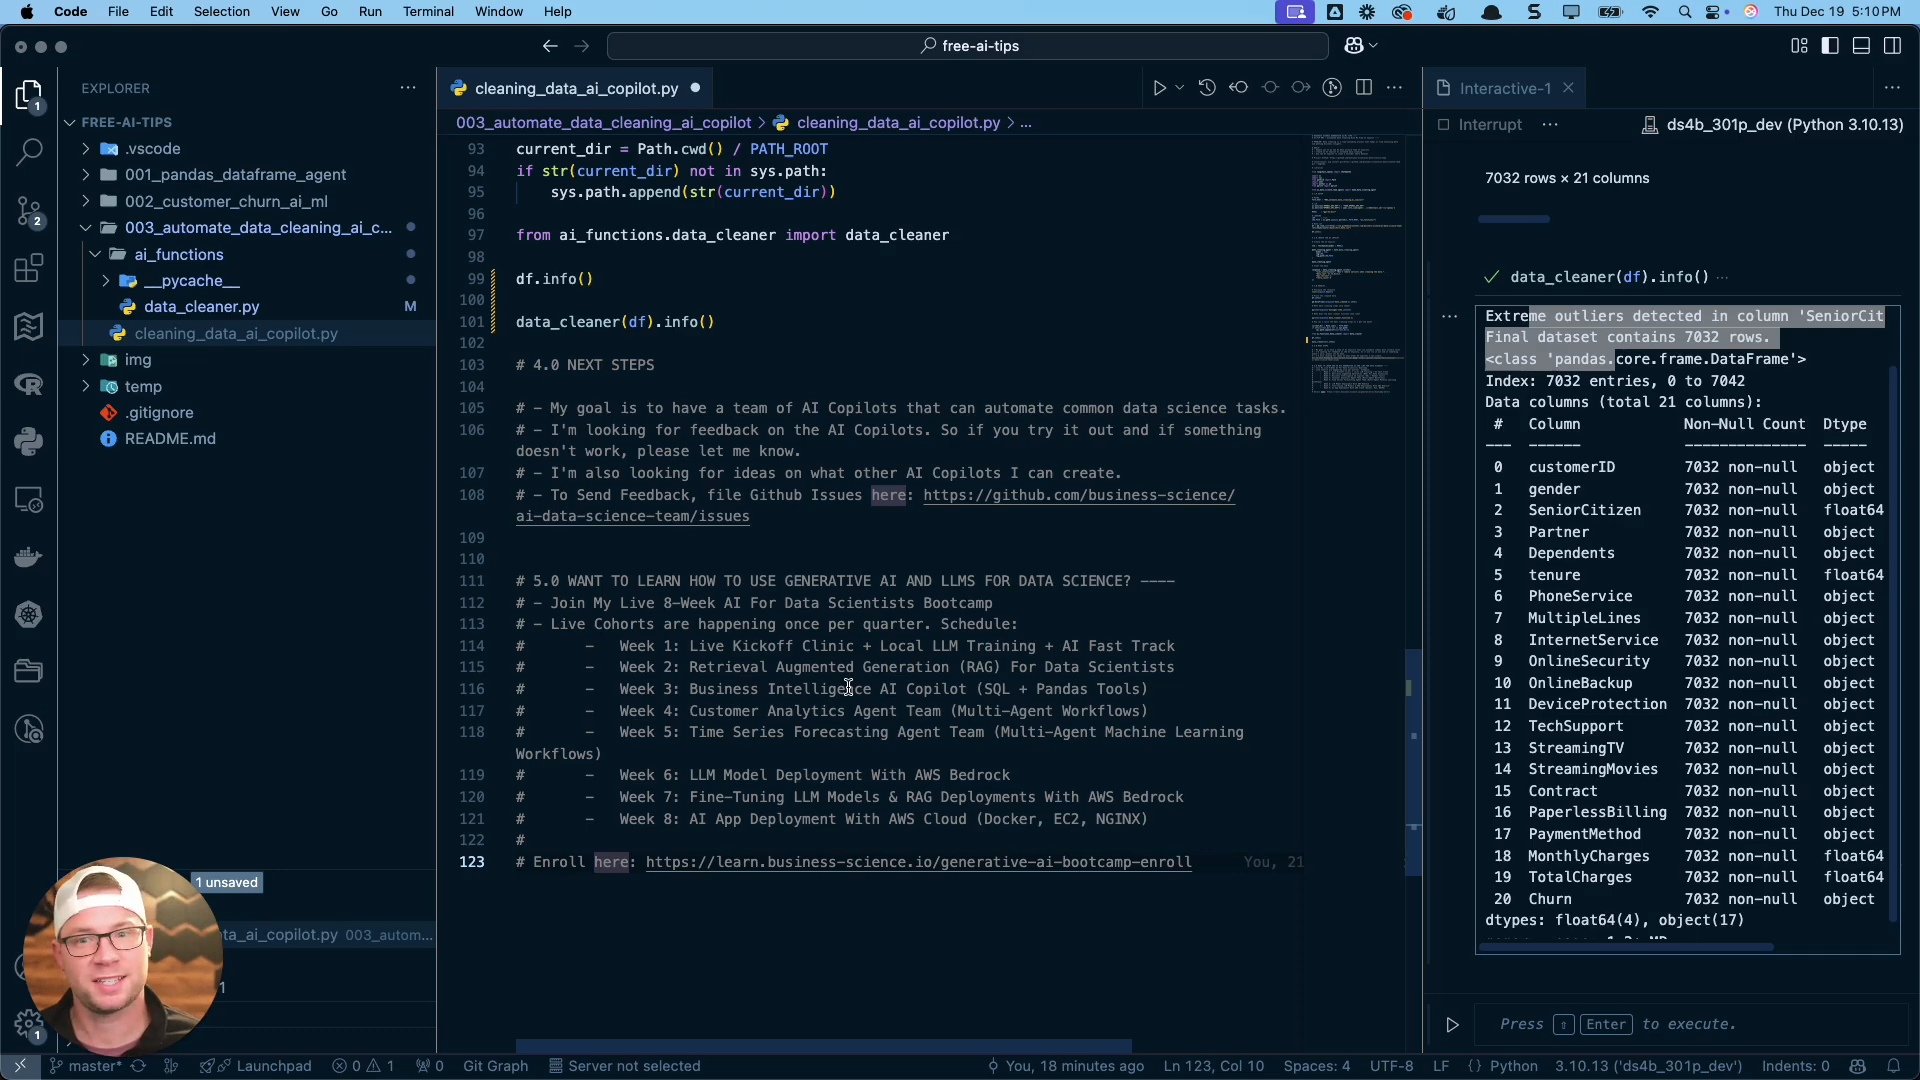 Code File Edit Selection View Go Run Terminal Window Help Thu Dec 19 5:10 PM
free-ai-tips
EXPLORER
FREE-AI-TIPS
.vscode
001_pandas_dataframe_agent
002_customer_churn_ai_ml
003_automate_data_cleaning_ai_c...
ai_functions
__pycache__
data_cleaner.py M
cleaning_data_ai_copilot.py
img
temp
.gitignore
README.md
1
2
1 unsaved
ta_ai_copilot.py 003_autom...
1
1
cleaning_data_ai_copilot.py
003_automate_data_cleaning_ai_copilot > cleaning_data_ai_copilot.py > ...
93 current_dir = Path.cwd() / PATH_ROOT
94 if str(current_dir) not in sys.path:
95 sys.path.append(str(current_dir))
96
97 from ai_functions.data_cleaner import data_cleaner
98
99 df.info()
100
101 data_cleaner(df).info()
102
103 # 4.0 NEXT STEPS
104
105 # - My goal is to have a team of AI Copilots that can automate common data science tasks.
106 # - I'm looking for feedback on the AI Copilots. So if you try it out and if something
doesn't work, please let me know.
107 # - I'm also looking for ideas on what other AI Copilots I can create.
108 # - To Send Feedback, file Github Issues here: https://github.com/business-science/
ai-data-science-team/issues
109
110
111 # 5.0 WANT TO LEARN HOW TO USE GENERATIVE AI AND LLMS FOR DATA SCIENCE? ----
112 # - Join My Live 8-Week AI For Data Scientists Bootcamp
113 # - Live Cohorts are happening once per quarter. Schedule:
114 # - Week 1: Live Kickoff Clinic + Local LLM Training + AI Fast Track
115 # - Week 2: Retrieval Augmented Generation (RAG) For Data Scientists
116 # - Week 3: Business Intelligence AI Copilot (SQL + Pandas Tools)
117 # - Week 4: Customer Analytics Agent Team (Multi-Agent Workflows)
118 # - Week 5: Time Series Forecasting Agent Team (Multi-Agent Machine Learning
Workflows)
119 # - Week 6: LLM Model Deployment With AWS Bedrock
120 # - Week 7: Fine-Tuning LLM Models & RAG Deployments With AWS Bedrock
121 # - Week 8: AI App Deployment With AWS Cloud (Docker, EC2, NGINX)
122 #
123 # Enroll here: https://learn.business-science.io/generative-ai-bootcamp-enroll You, 21
Interactive-1
Interrupt ... ds4b_301p_dev (Python 3.10.13)
7032 rows × 21 columns
data_cleaner(df).info() ...
Extreme outliers detected in column 'SeniorCit
Final dataset contains 7032 rows.
<class 'pandas.core.frame.DataFrame'>
Index: 7032 entries, 0 to 7042
Data columns (total 21 columns):
# Column Non-Null Count Dtype
--- ------ -------------- -----
0 customerID 7032 non-null object
1 gender 7032 non-null object
2 SeniorCitizen 7032 non-null float64
3 Partner 7032 non-null object
4 Dependents 7032 non-null object
5 tenure 7032 non-null float64
6 PhoneService 7032 non-null object
7 MultipleLines 7032 non-null object
8 InternetService 7032 non-null object
9 OnlineSecurity 7032 non-null object
10 OnlineBackup 7032 non-null object
11 DeviceProtection 7032 non-null object
12 TechSupport 7032 non-null object
13 StreamingTV 7032 non-null object
14 StreamingMovies 7032 non-null object
15 Contract 7032 non-null object
16 PaperlessBilling 7032 non-null object
17 PaymentMethod 7032 non-null object
18 MonthlyCharges 7032 non-null float64
19 TotalCharges 7032 non-null float64
20 Churn 7032 non-null object
dtypes: float64(4), object(17)
Press ⇧ Enter to execute.
master* Launchpad 0 1 0 Git Graph Server not selected You, 18 minutes ago Ln 123, Col 10 Spaces: 4 UTF-8 LF {} Python 3.10.13 ('ds4b_301p_dev') Indents: 0